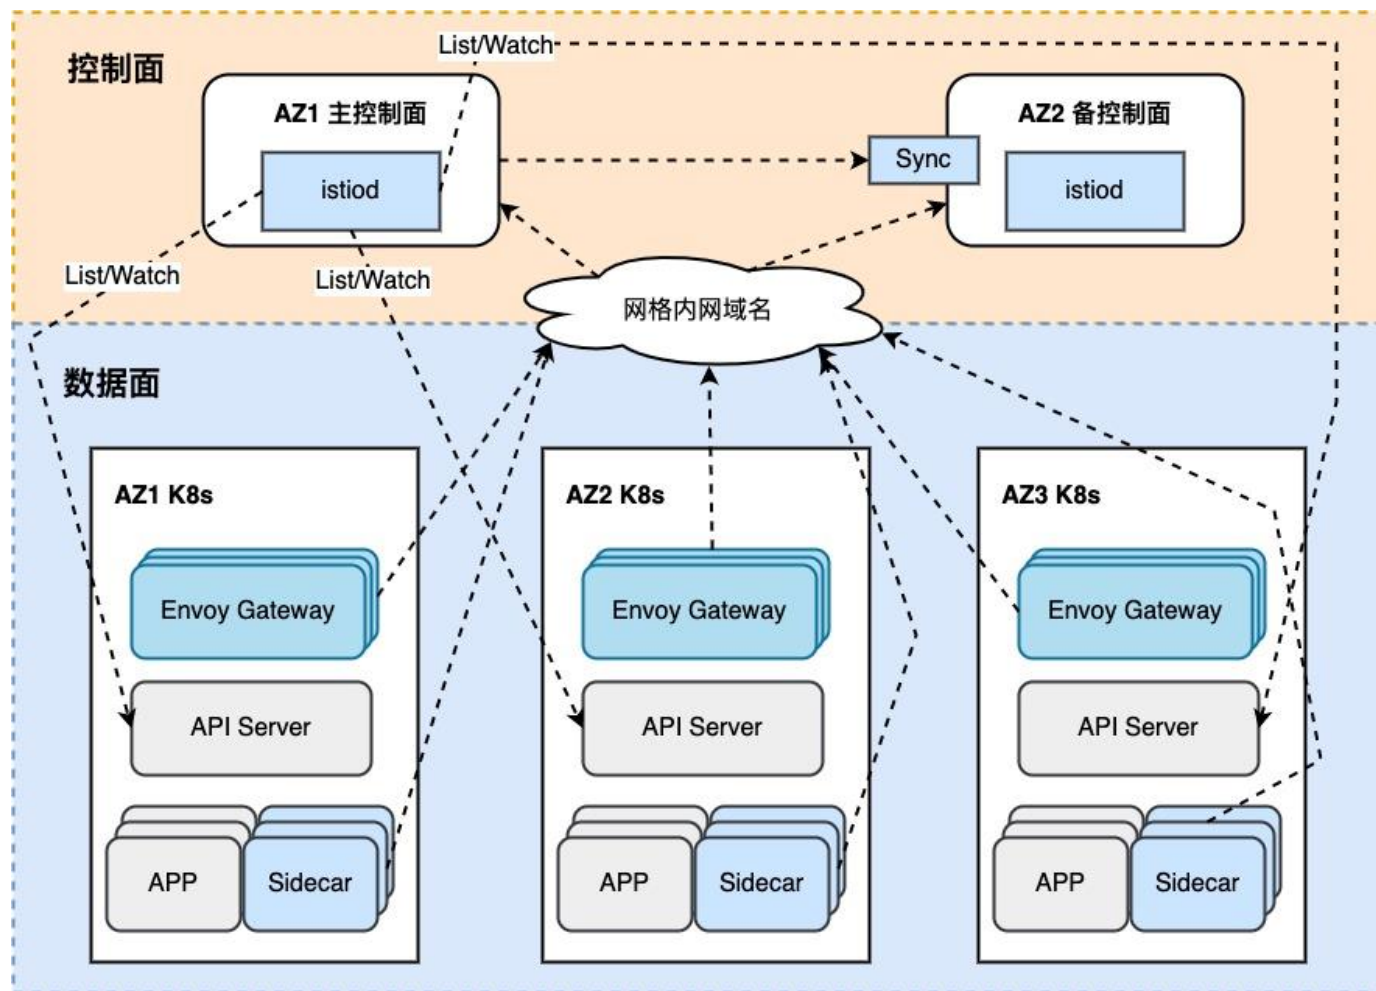 List/Watch
控制面
AZ1 主控制面
AZ2 备控制面
Sync
istiod
istiod
List/Watch
List/Watch
网格内网域名
数据面
AZ1 K8s
AZ2 K8s
AZ3 K8s
Envoy Gateway
Envoy Gateway
Envoy Gateway
API Server
API Server
API Server
APP
Sidecar
APP
Sidecar
APP
Sidecar